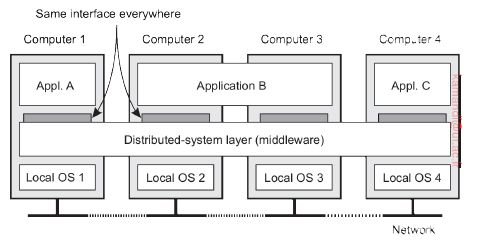 Same interface everywhere
Computer 1 Computer 2 Computer 3 Computer 4
Appl. A Application B Appl. C
Distributed-system layer (middleware)
Local OS 1 Local OS 2 Local OS 3 Local OS 4
Network